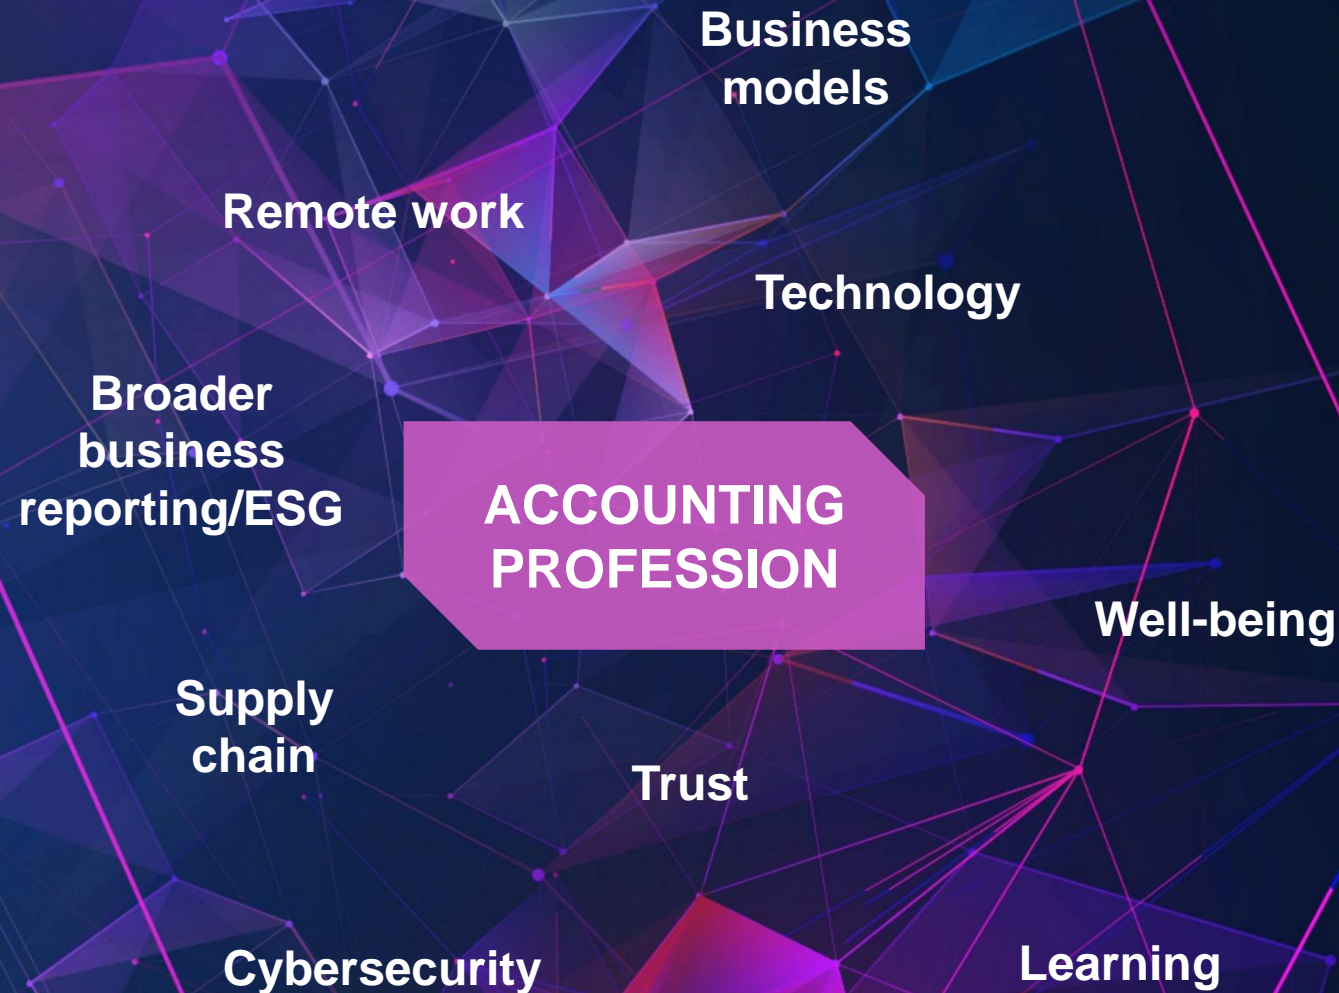 Business
models
Remote work
Technology
Broader
business
reporting/ESG
ACCOUNTING
PROFESSION
Well-being
Supply
chain
Trust
Cybersecurity
Learning